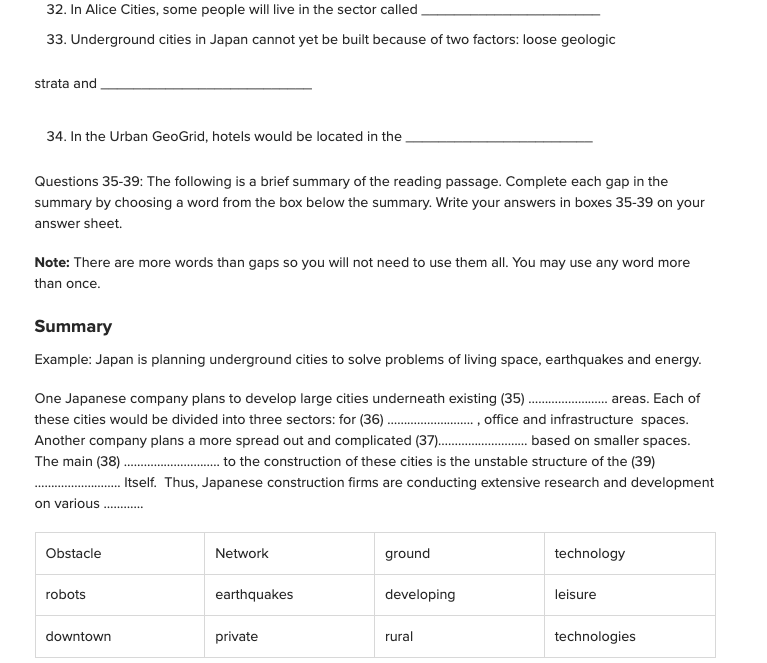 32. In Alice Cities, some people will live in the sector called _______________________
33. Underground cities in Japan cannot yet be built because of two factors: loose geologic
strata and ___________________________
34. In the Urban GeoGrid, hotels would be located in the ________________________
Questions 35-39: The following is a brief summary of the reading passage. Complete each gap in the
summary by choosing a word from the box below the summary. Write your answers in boxes 35-39 on your
answer sheet.
Note: There are more words than gaps so you will not need to use them all. You may use any word more
than once.
Summary
Example: Japan is planning underground cities to solve problems of living space, earthquakes and energy.
One Japanese company plans to develop large cities underneath existing (35) ........................ areas. Each of
these cities would be divided into three sectors: for (36) .......................... , office and infrastructure spaces.
Another company plans a more spread out and complicated (37)........................... based on smaller spaces.
The main (38) ............................. to the construction of these cities is the unstable structure of the (39)
.......................... Itself. Thus, Japanese construction firms are conducting extensive research and development
on various ............
Obstacle Network ground technology
robots earthquakes developing leisure
downtown private rural technologies